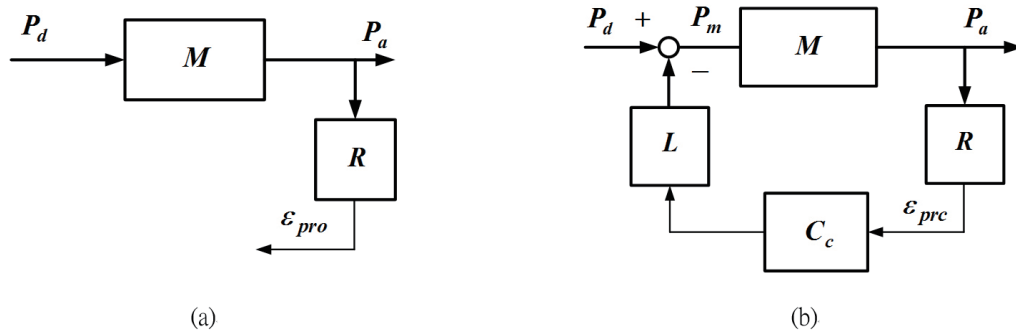 P_d
M
P_a
R
ε_pro
(a)
P_d
+
P_m
M
P_a
−
L
R
ε_prc
C_c
(b)